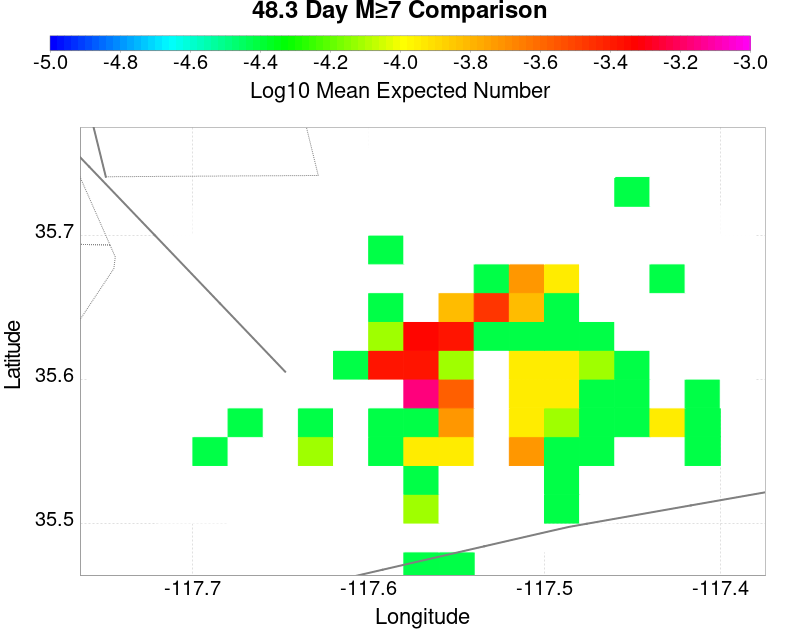 48.3 Day M≥7 Comparison
-5.0 -4.8 -4.6 -4.4 -4.2 -4.0 -3.8 -3.6 -3.4 -3.2 -3.0
Log10 Mean Expected Number
35.7
35.6
35.5
Latitude
-117.7 -117.6 -117.5 -117.4
Longitude